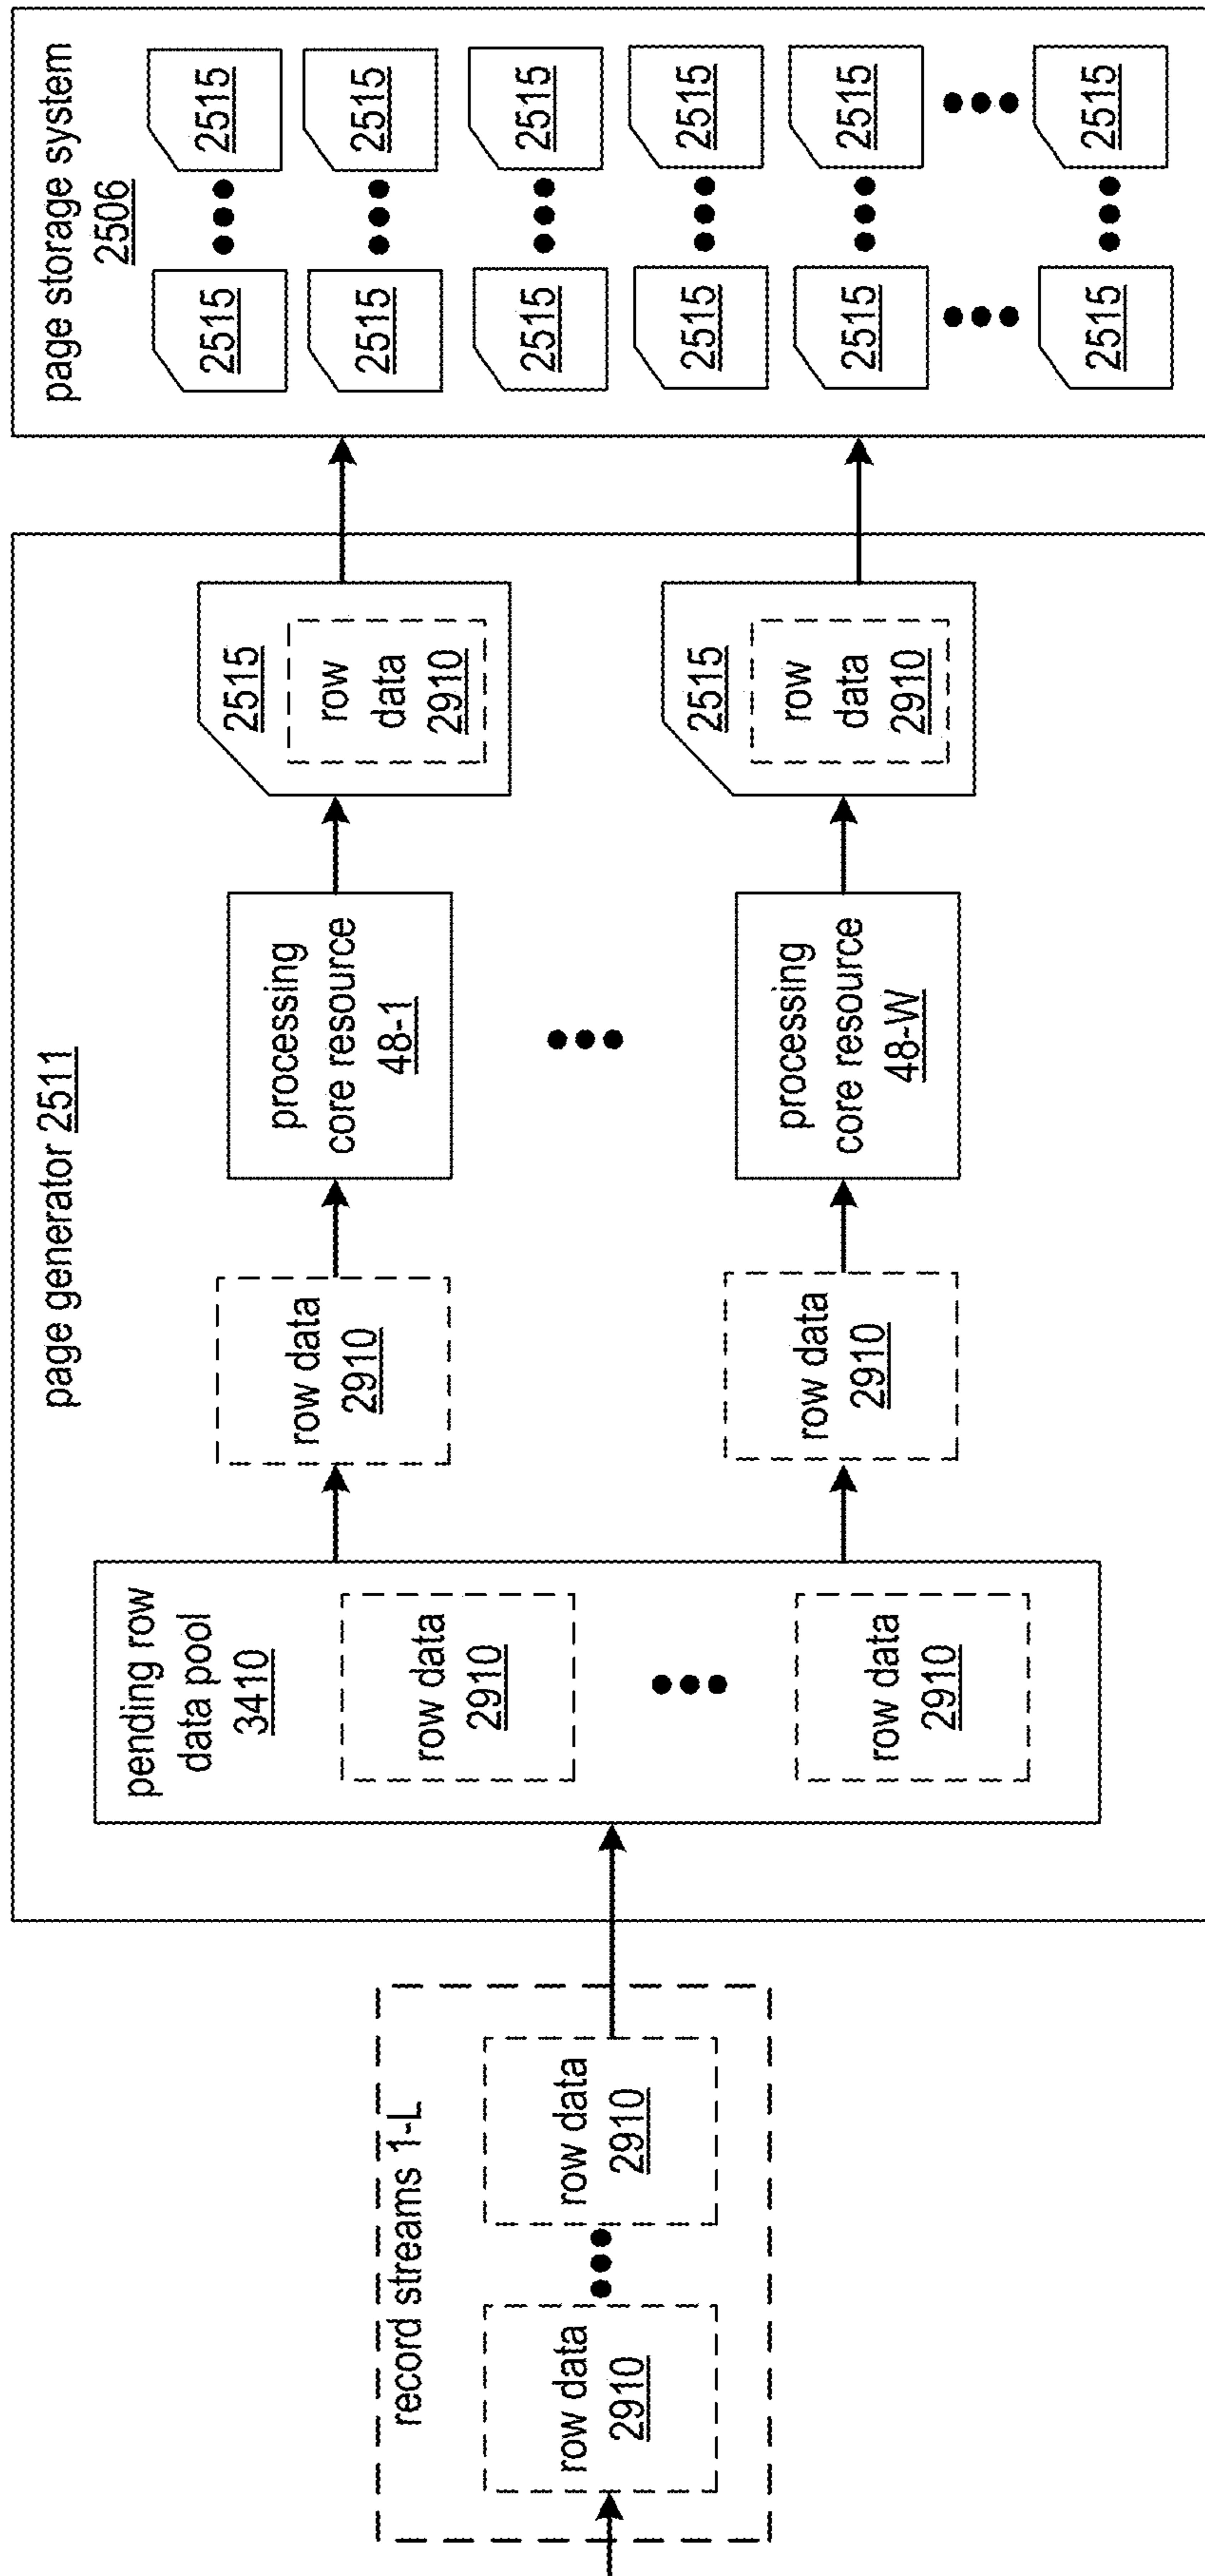 record streams 1-L
row data
2910
row data
2910
page generator 2511
pending row
data pool
3410
row data
2910
row data
2910
row data
2910
row data
2910
processing
core resource
48-1
processing
core resource
48-W
2515
row
data
2910
2515
row
data
2910
page storage system
2506
2515
2515
2515
2515
2515
2515
2515
2515
2515
2515
2515
2515